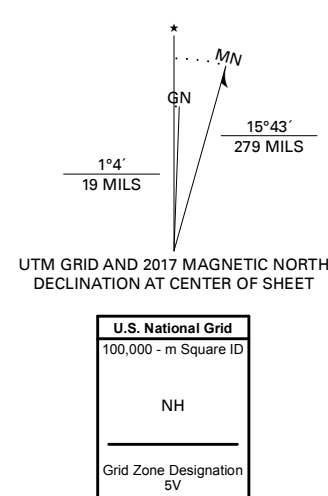 ★
MN
GN
15°43´
279 MILS
1°4´
19 MILS
UTM GRID AND 2017 MAGNETIC NORTH
DECLINATION AT CENTER OF SHEET
U.S. National Grid
100,000 - m Square ID
NH
Grid Zone Designation
5V